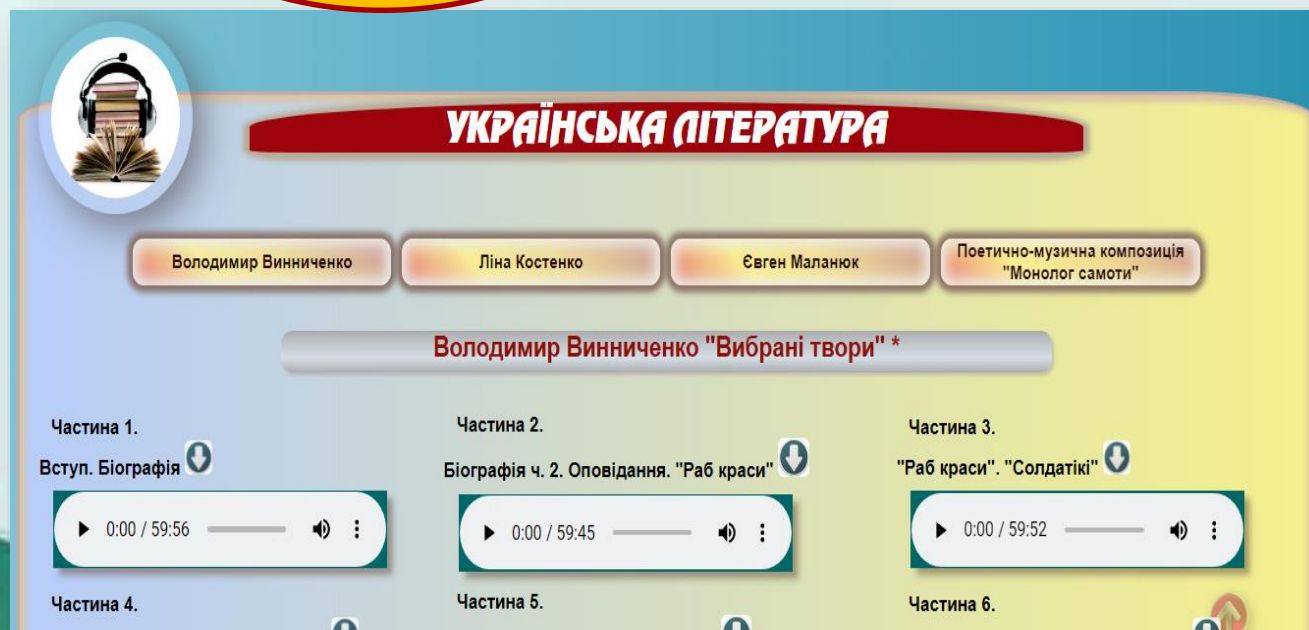 УКРАЇНСЬКА ЛІТЕРАТУРА
Володимир Винниченко
Ліна Костенко
Євген Маланюк
Поетично-музична композиція
"Монолог самоти"
Володимир Винниченко "Вибрані твори" *
Частина 1.
Вступ. Біографія
0:00 / 59:56
Частина 2.
Біографія ч. 2. Оповідання. "Раб краси"
0:00 / 59:45
Частина 3.
"Раб краси". "Солдатікі"
0:00 / 59:52
Частина 4.
Частина 5.
Частина 6.